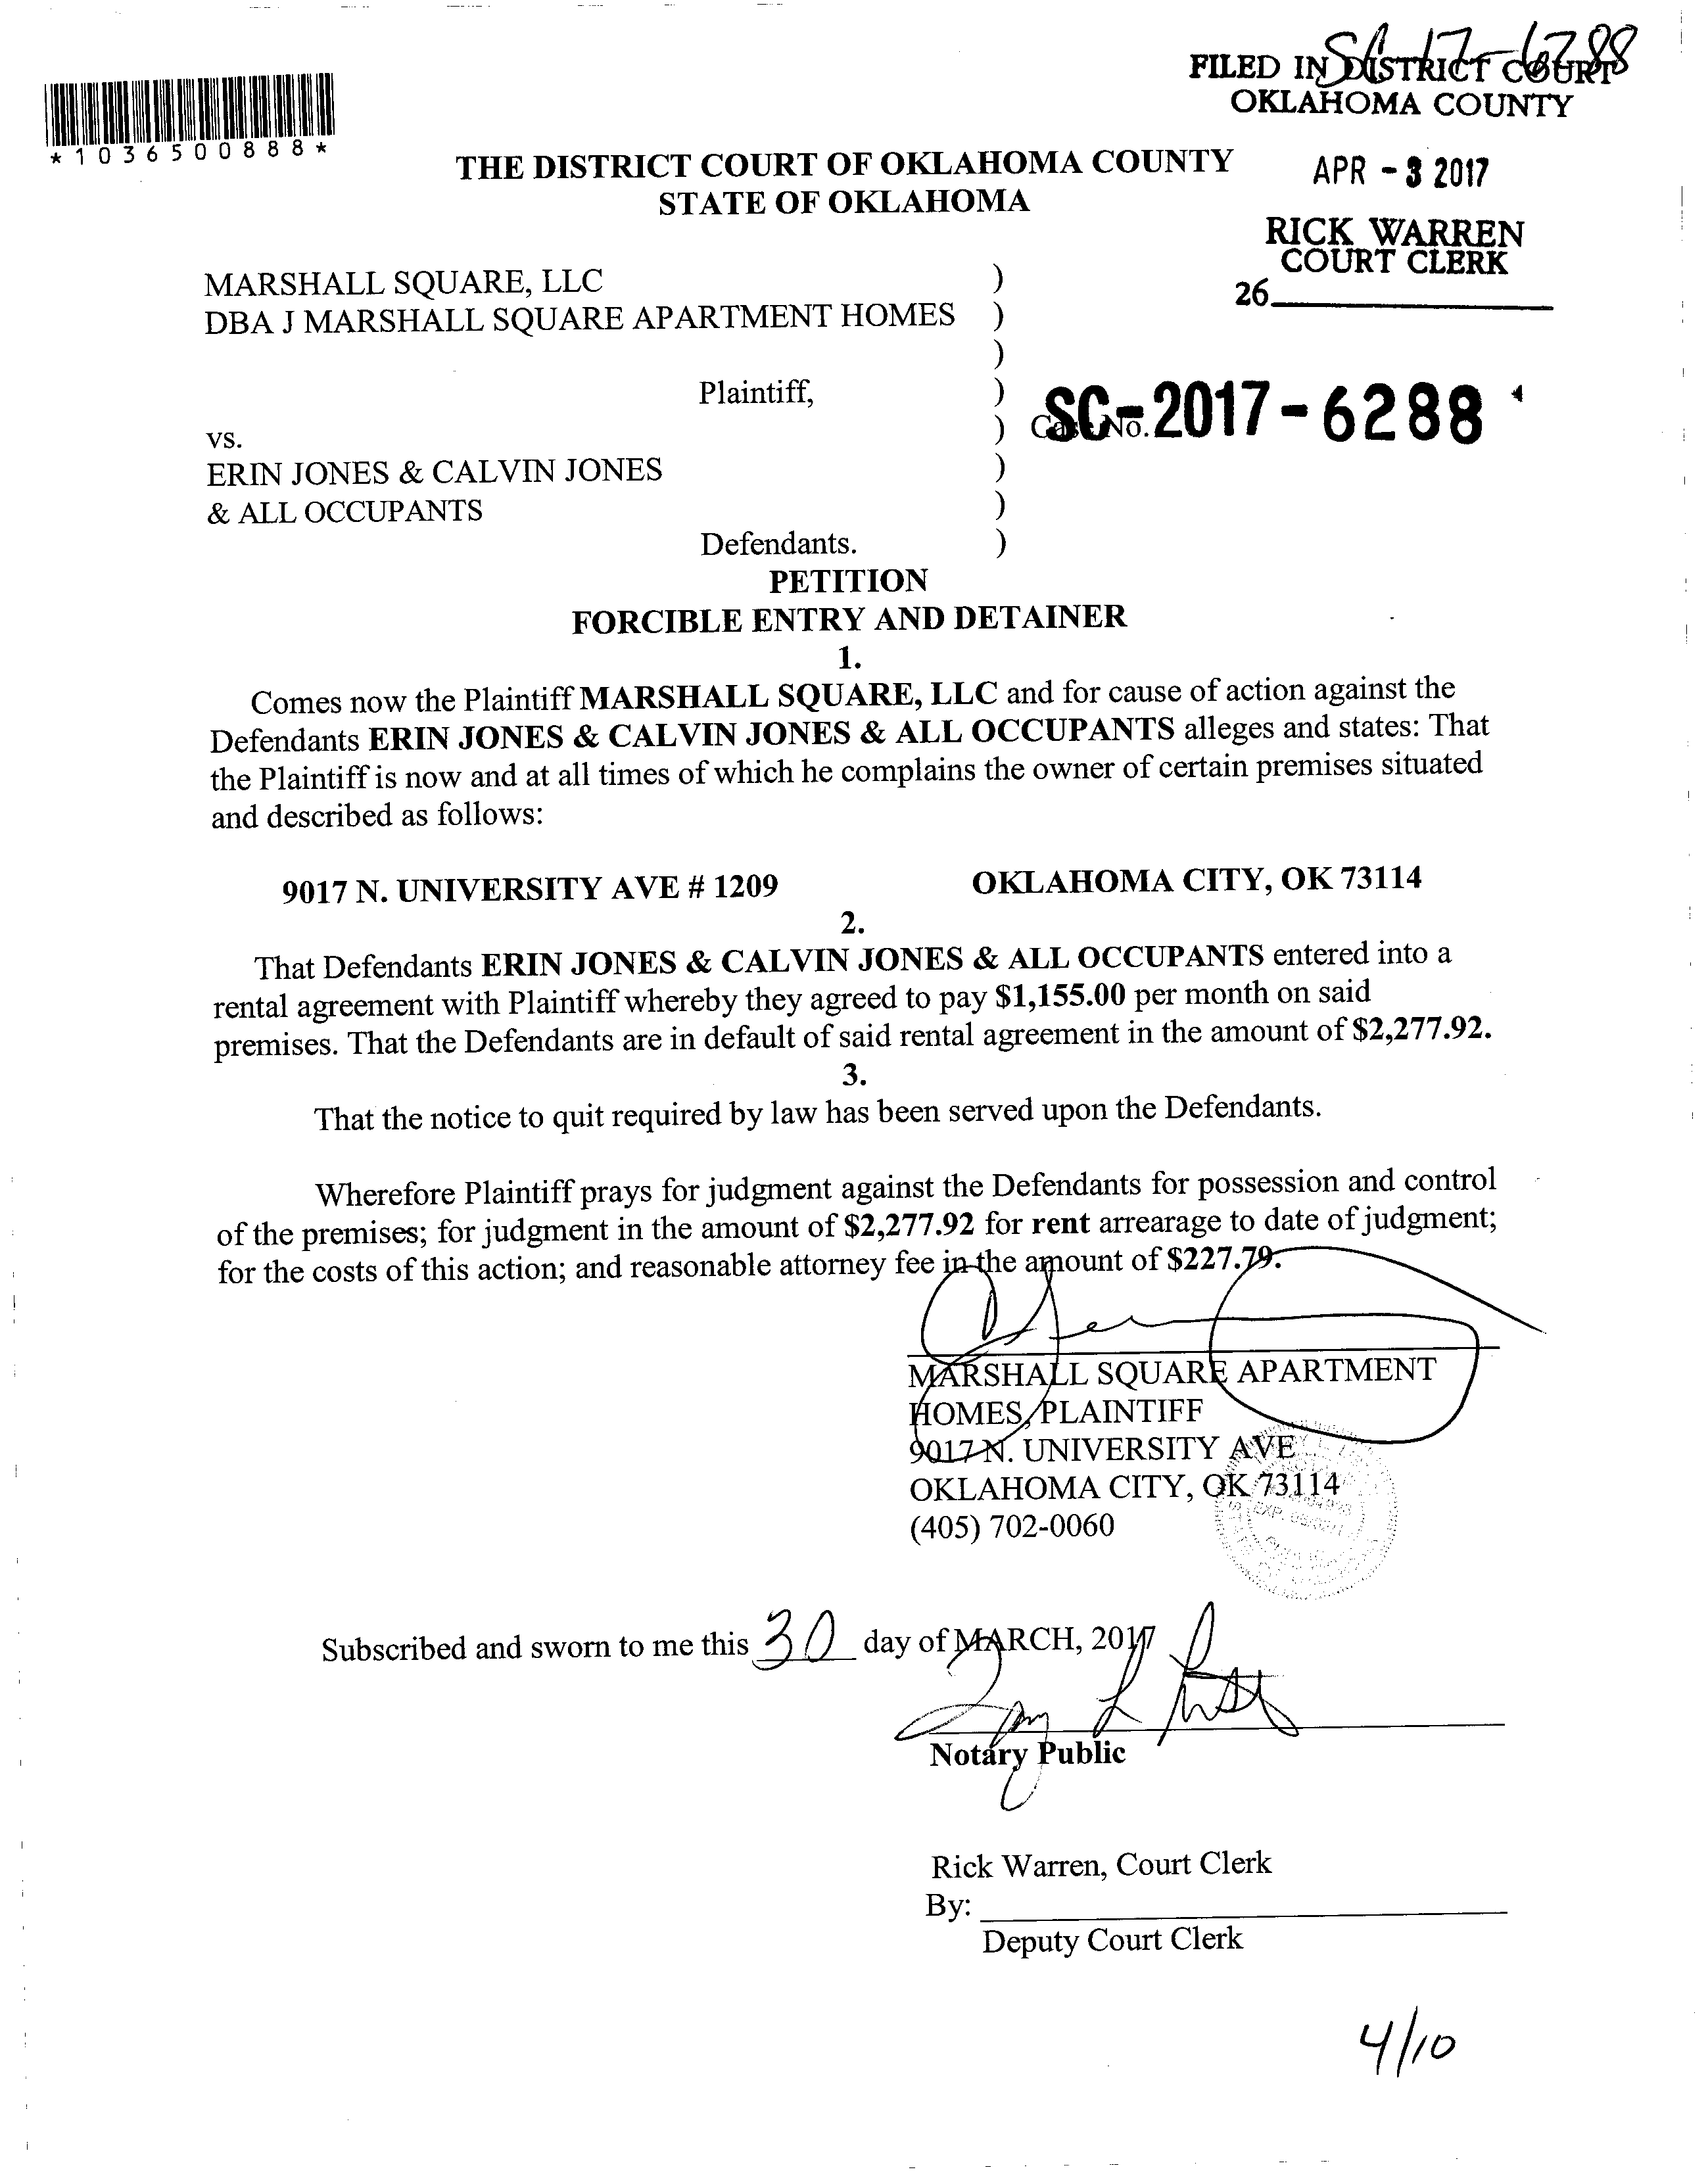 SC-17-6288
FILED IN DISTRICT COURT
OKLAHOMA COUNTY
*1036500888*
THE DISTRICT COURT OF OKLAHOMA COUNTY
STATE OF OKLAHOMA
APR - 3 2017
RICK WARREN
COURT CLERK
26
MARSHALL SQUARE, LLC )
DBA J MARSHALL SQUARE APARTMENT HOMES )
)
Plaintiff, )
vs. ) Case No. SC-2017-6288
ERIN JONES & CALVIN JONES )
& ALL OCCUPANTS )
Defendants. )
PETITION
FORCIBLE ENTRY AND DETAINER
1.
Comes now the Plaintiff MARSHALL SQUARE, LLC and for cause of action against the
Defendants ERIN JONES & CALVIN JONES & ALL OCCUPANTS alleges and states: That
the Plaintiff is now and at all times of which he complains the owner of certain premises situated
and described as follows:
9017 N. UNIVERSITY AVE # 1209 OKLAHOMA CITY, OK 73114
2.
That Defendants ERIN JONES & CALVIN JONES & ALL OCCUPANTS entered into a
rental agreement with Plaintiff whereby they agreed to pay $1,155.00 per month on said
premises. That the Defendants are in default of said rental agreement in the amount of $2,277.92.
3.
That the notice to quit required by law has been served upon the Defendants.
Wherefore Plaintiff prays for judgment against the Defendants for possession and control
of the premises; for judgment in the amount of $2,277.92 for rent arrearage to date of judgment;
for the costs of this action; and reasonable attorney fee in the amount of $227.79.
MARSHALL SQUARE APARTMENT
HOMES, PLAINTIFF
9017 N. UNIVERSITY AVE
OKLAHOMA CITY, OK 73114
(405) 702-0060
Subscribed and sworn to me this 30 day of MARCH, 2017
Notary Public
Rick Warren, Court Clerk
By:
Deputy Court Clerk
4/10